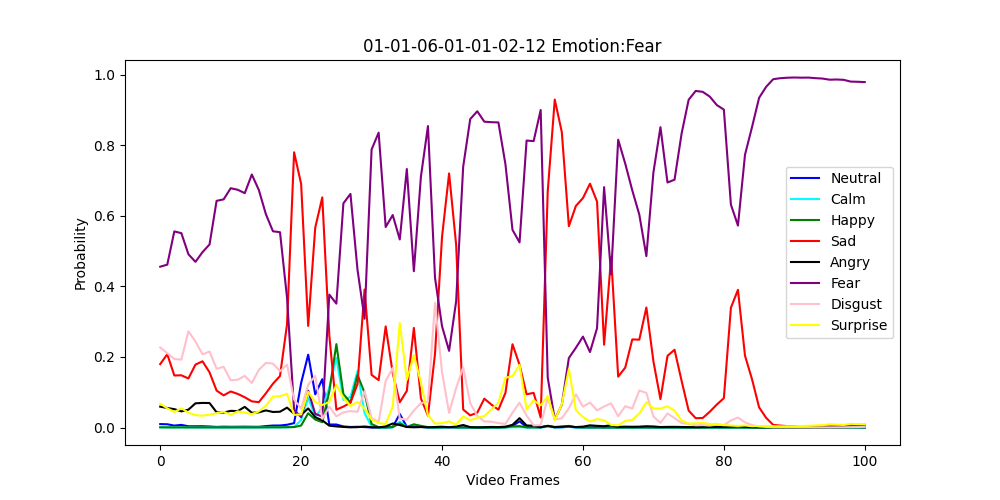 01-01-06-01-01-02-12 Emotion:Fear
Probability
1.0
0.8
0.6
0.4
0.2
0.0
Neutral
Calm
Happy
Sad
Angry
Fear
Disgust
Surprise
0
20
40
60
80
100
Video Frames